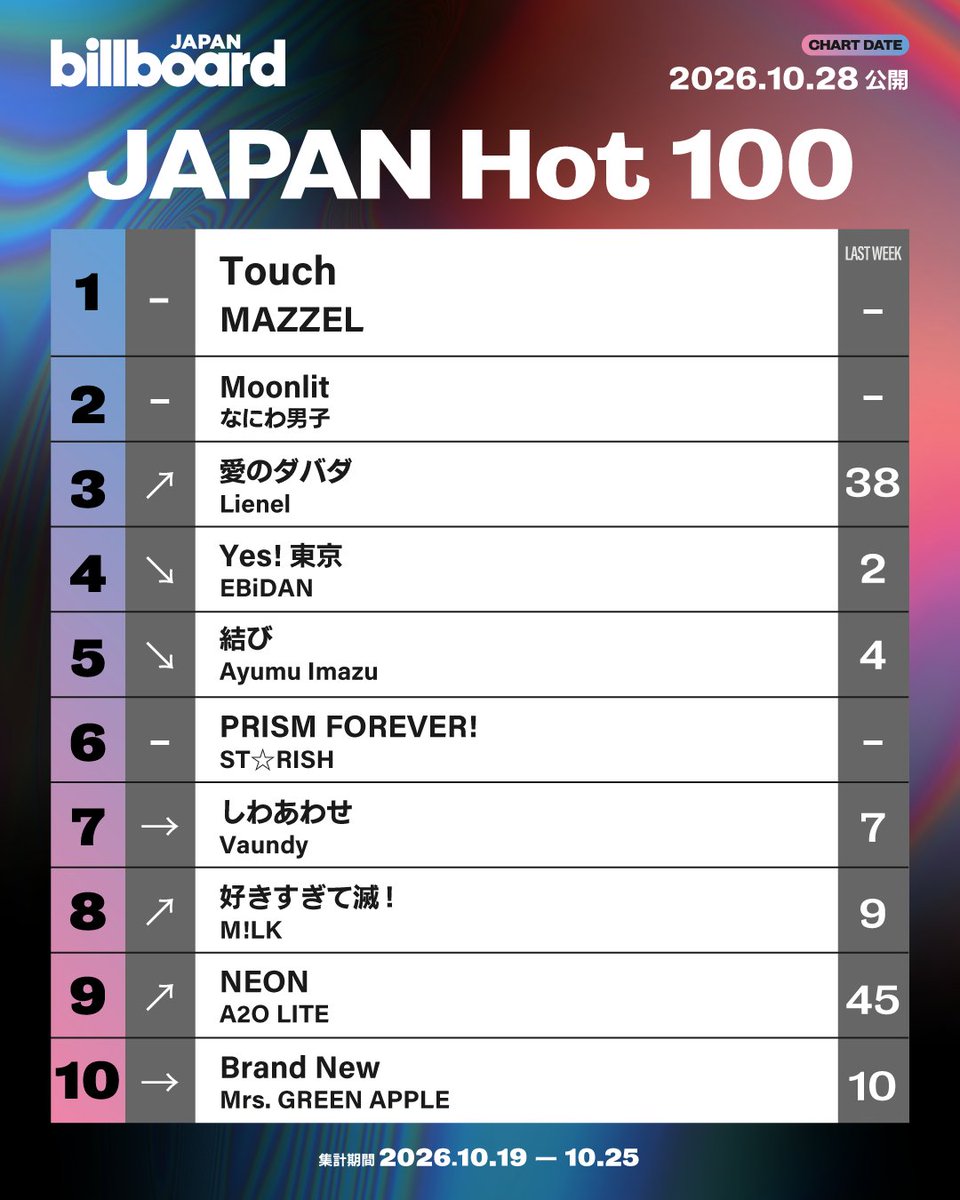 billboard JAPAN
CHART DATE
2026.10.28 公開
JAPAN Hot 100
LAST WEEK
1 – Touch –
MAZZEL
2 – Moonlit –
なにわ男子
3 ↗ 愛のダバダ 38
Lienel
4 ↘ Yes! 東京 2
EBiDAN
5 ↘ 結び 4
Ayumu Imazu
6 – PRISM FOREVER! –
ST☆RISH
7 → しわあわせ 7
Vaundy
8 ↗ 好きすぎて滅！ 9
M!LK
9 ↗ NEON 45
A2O LITE
10 → Brand New 10
Mrs. GREEN APPLE
集計期間 2026.10.19 — 10.25